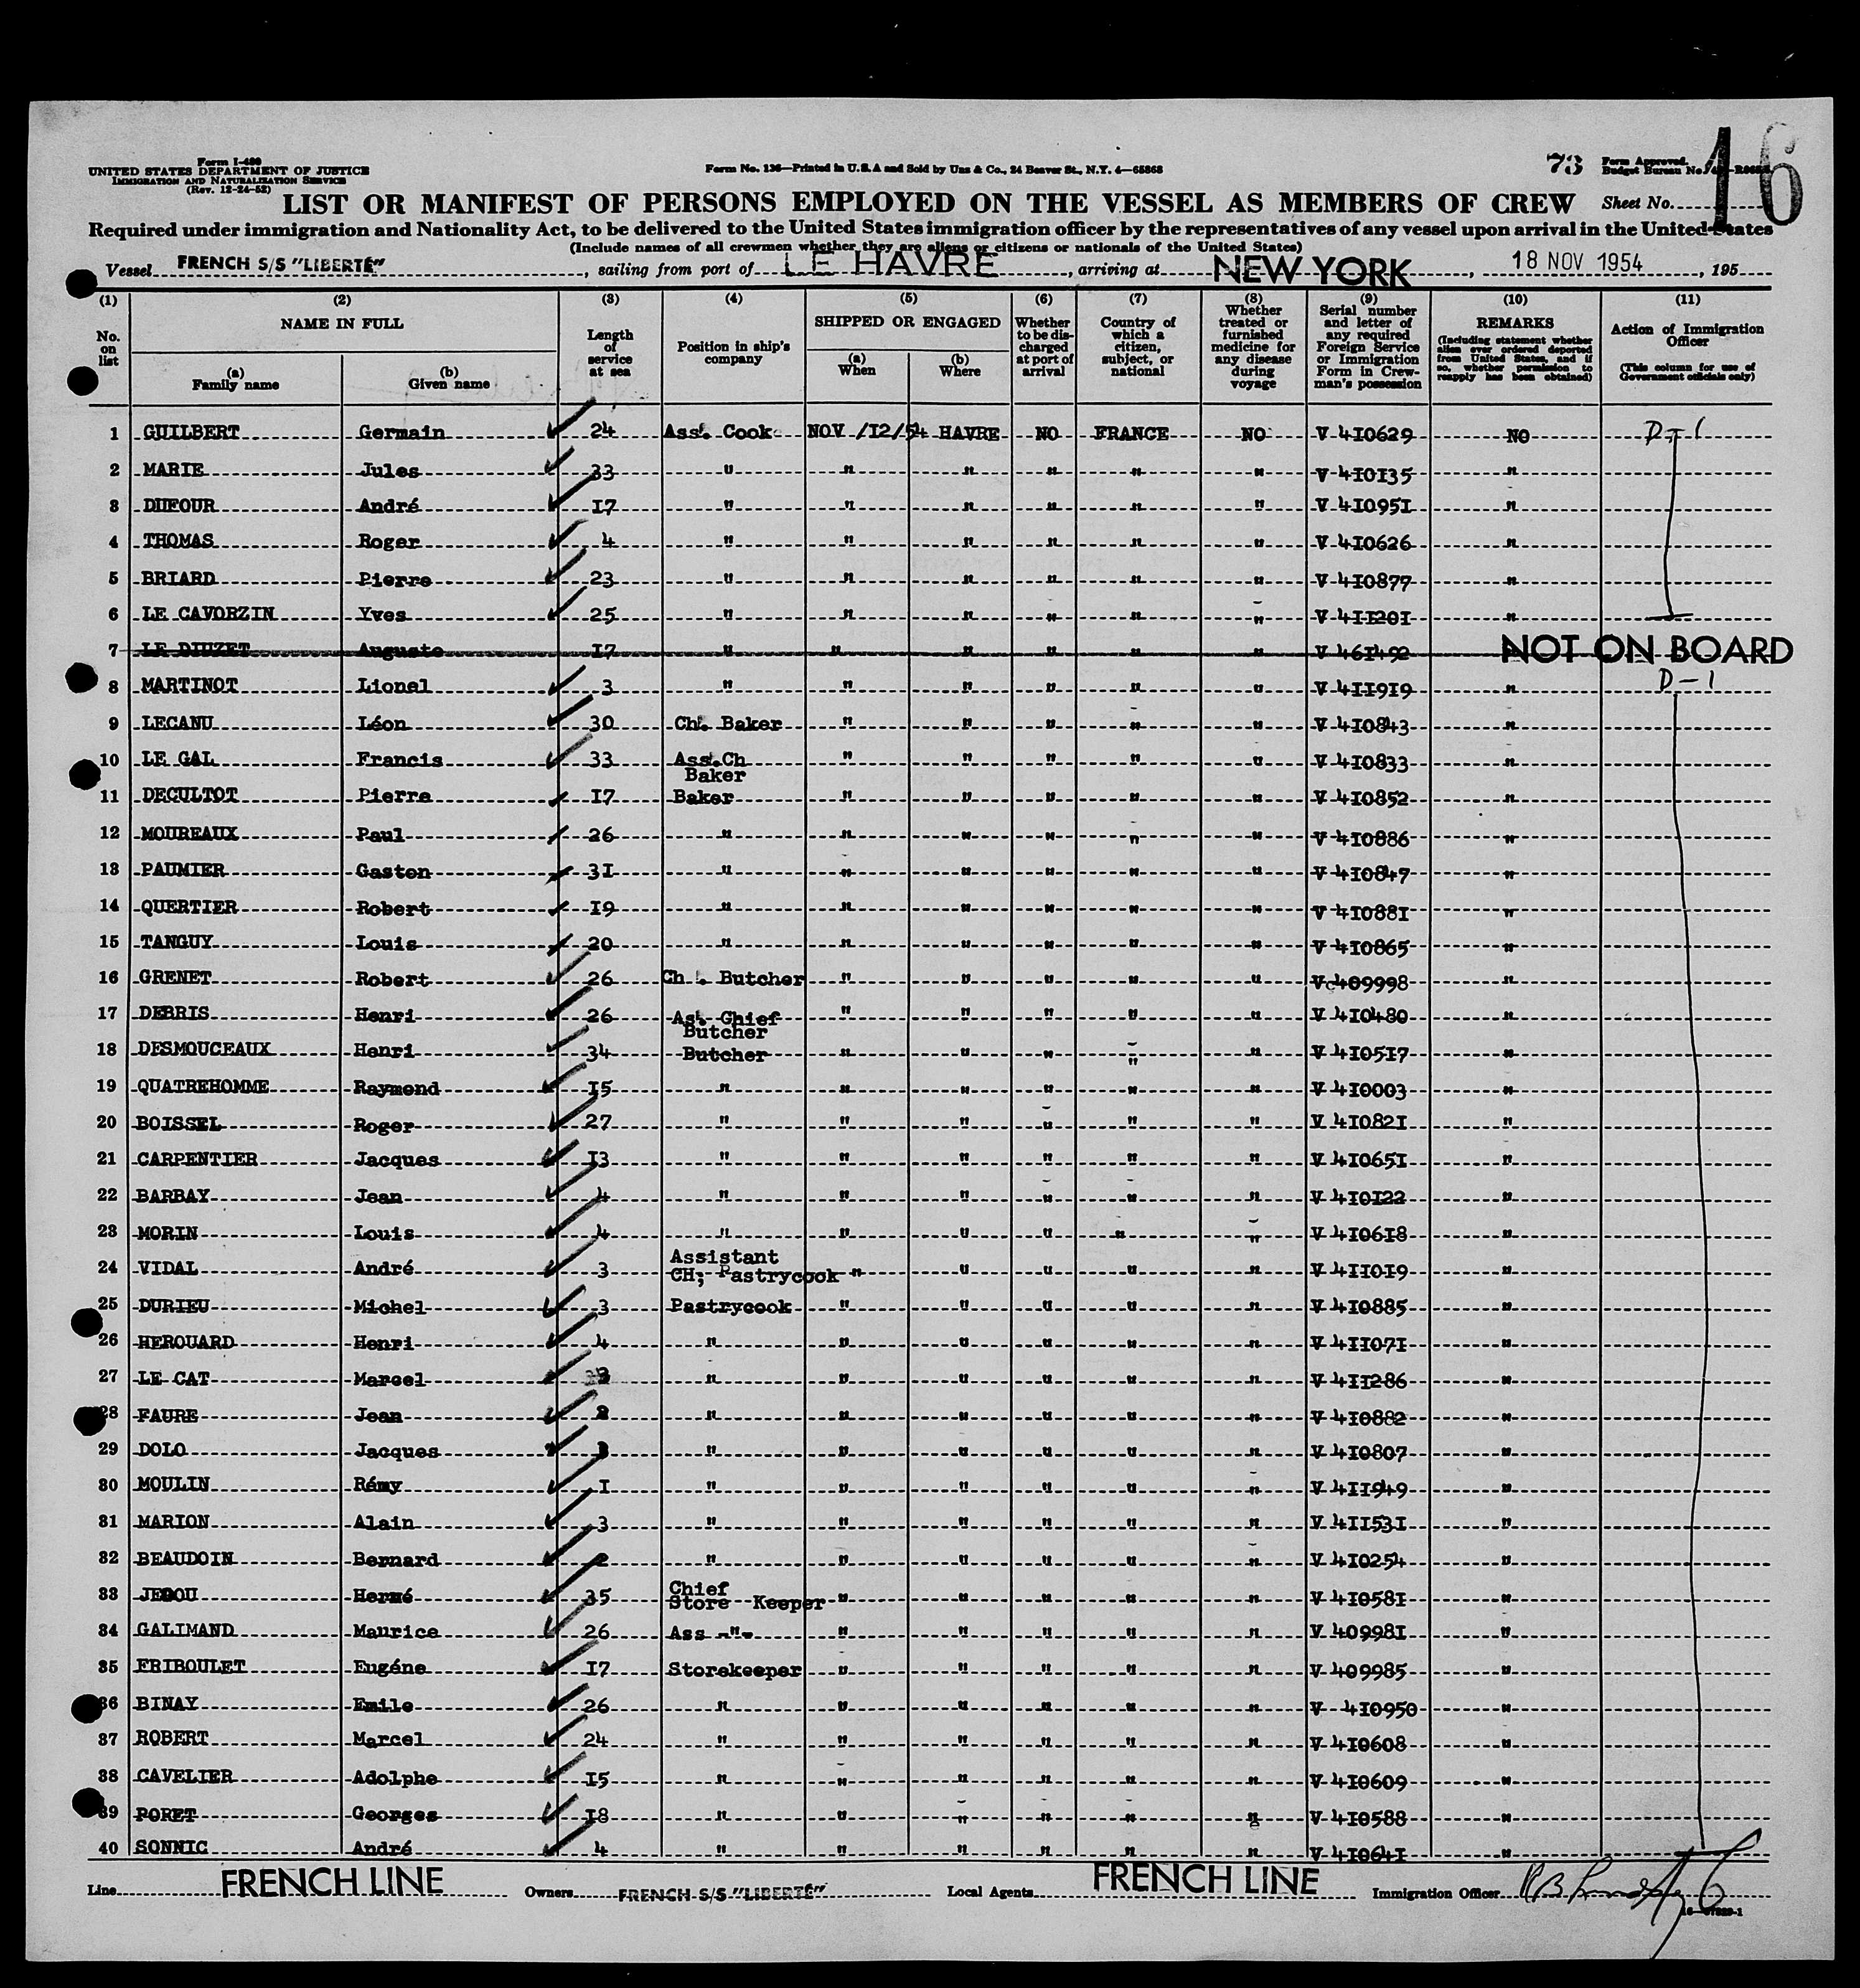 Form I-489
UNITED STATES DEPARTMENT OF JUSTICE
IMMIGRATION AND NATURALIZATION SERVICE
(Rev. 12-24-52)
Form No. 136—Printed in U.S.A and Sold by Unz & Co., 24 Beaver St., N.Y. 4—65868
73
Form Approved.
Budget Bureau No.
16
LIST OR MANIFEST OF PERSONS EMPLOYED ON THE VESSEL AS MEMBERS OF CREW
Sheet No.
Required under immigration and Nationality Act, to be delivered to the United States immigration officer by the representatives of any vessel upon arrival in the United States
(Include names of all crewmen whether they are aliens or citizens or nationals of the United States)
Vessel FRENCH S/S "LIBERTÉ", sailing from port of LE HAVRE, arriving at NEW YORK, 18 NOV 1954, 195
(1) (2) (3) (4) (5) (6) (7) (8) (9) (10) (11)
No. on list
NAME IN FULL
(a) Family name
(b) Given name
Length of service at sea
Position in ship's company
SHIPPED OR ENGAGED
(a) When
(b) Where
Whether to be discharged at port of arrival
Country of which a citizen, subject, or national
Whether treated or furnished medicine for any disease during voyage
Serial number and letter of any required Foreign Service or Immigration Form in Crewman's possession
REMARKS
(Including statement whether alien ever ordered deported from United States, and if so, whether permission to reapply has been obtained)
Action of Immigration Officer
(This column for use of Government officials only)
1 GUILBERT Germain 24 Ass. Cook NOV /12/54 HAVRE NO FRANCE NO V 410629 NO D-1
2 MARIE Jules 33 " " " " " " V 410135 "
3 DUFOUR André 17 " " " " " " V 410951 "
4 THOMAS Roger 4 " " " " " " V 410626 "
5 BRIARD Pierre 23 " " " " " " V 410877 "
6 LE CAVORZIN Yves 25 " " " " " " V 411201 "
7 LE DIUZET Auguste 17 " " " " " " V 461492 " NOT ON BOARD
8 MARTINOT Lionel 3 " " " " " " V 411919 " D-1
9 LECANU Léon 30 Ch. Baker " " " " " V 410843 "
10 LE GAL Francis 33 Ass.Ch Baker " " " " " V 410833 "
11 DECULTOT Pierre 17 Baker " " " " " V 410852 "
12 MOUREAUX Paul 26 " " " " " " V 410886 "
13 PAUMIER Gaston 31 " " " " " " V 410847 "
14 QUERTIER Robert 19 " " " " " " V 410881 "
15 TANGUY Louis 20 " " " " " " V 410865 "
16 GRENET Robert 26 Ch . Butcher " " " " " V 409998 "
17 DEBRIS Henri 26 As. Chief Butcher " " " " " V 410480 "
18 DESMOUCEAUX Henri 34 Butcher " " " " " V 410517 "
19 QUATREHOMME Raymond 15 " " " " " " V 410003 "
20 BOISSEL Roger 27 " " " " " " V 410821 "
21 CARPENTIER Jacques 13 " " " " " " V 410651 "
22 BARBAY Jean 4 " " " " " " V 410122 "
23 MORIN Louis 4 " " " " " " V 410618 "
24 VIDAL André 3 Assistant CH; Pastrycook " " " " " V 411019 "
25 DURIEU Michel 3 Pastrycook " " " " " V 410885 "
26 HEROUARD Henri 4 " " " " " " V 411071 "
27 LE CAT Marcel " " " " " " V 411286 "
28 FAURE Jean 2 " " " " " " V 410882 "
29 DOLO Jacques 3 " " " " " " V 410807 "
30 MOULIN Rémy 1 " " " " " " V 411949 "
31 MARION Alain 3 " " " " " " V 411531 "
32 BEAUDOIN Bernard 2 " " " " " " V 410254 "
33 JEGOU Hervé 35 Chief Store Keeper " " " " " V 410581 "
34 GALIMAND Maurice 26 Ass -"- " " " " " V 409981 "
35 FRIBOULET Eugéne 17 Storekeeper " " " " " V 409985 "
36 BINAY Emile 26 " " " " " " V 410950 "
37 ROBERT Marcel 24 " " " " " " V 410608 "
38 CAVELIER Adolphe 15 " " " " " " V 410609 "
39 PORET Georges 18 " " " " " " V 410588 "
40 SONNIC André 4 " " " " " " V 410641 "
Line FRENCH LINE Owners FRENCH S/S "LIBERTÉ" Local Agents FRENCH LINE Immigration Officer